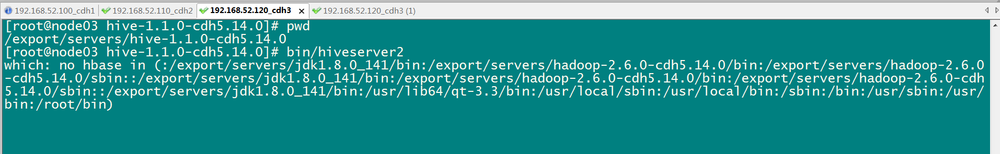 192.168.52.100_cdh1 192.168.52.110_cdh2 192.168.52.120_cdh3 192.168.52.120_cdh3 (1)
[root@node03 hive-1.1.0-cdh5.14.0]# pwd
/export/servers/hive-1.1.0-cdh5.14.0
[root@node03 hive-1.1.0-cdh5.14.0]# bin/hiveserver2
which: no hbase in (:/export/servers/jdk1.8.0_141/bin:/export/servers/hadoop-2.6.0-cdh5.14.0/bin:/export/servers/hadoop-2.6.0
-cdh5.14.0/sbin::/export/servers/jdk1.8.0_141/bin:/export/servers/hadoop-2.6.0-cdh5.14.0/bin:/export/servers/hadoop-2.6.0-cdh
5.14.0/sbin::/export/servers/jdk1.8.0_141/bin:/usr/lib64/qt-3.3/bin:/usr/local/sbin:/usr/local/bin:/sbin:/bin:/usr/sbin:/usr/
bin:/root/bin)